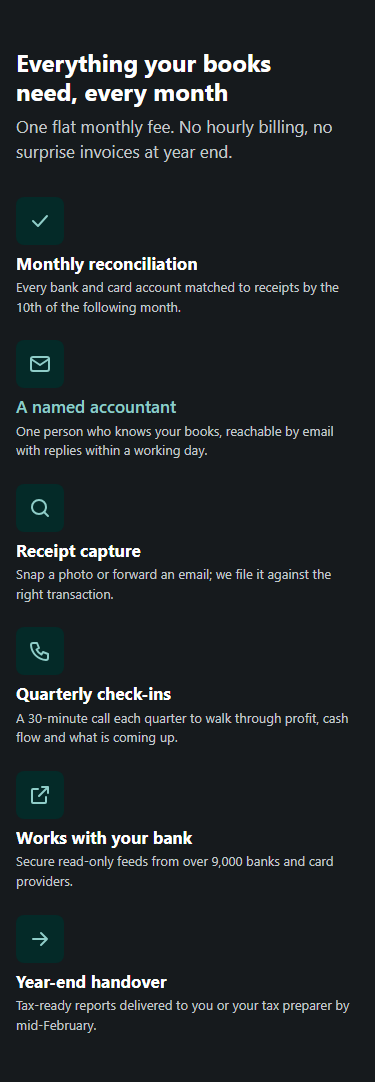 Everything your books
need, every month
One flat monthly fee. No hourly billing, no
surprise invoices at year end.
Monthly reconciliation
Every bank and card account matched to receipts by the
10th of the following month.
A named accountant
One person who knows your books, reachable by email
with replies within a working day.
Receipt capture
Snap a photo or forward an email; we file it against the
right transaction.
Quarterly check-ins
A 30-minute call each quarter to walk through profit, cash
flow and what is coming up.
Works with your bank
Secure read-only feeds from over 9,000 banks and card
providers.
Year-end handover
Tax-ready reports delivered to you or your tax preparer by
mid-February.